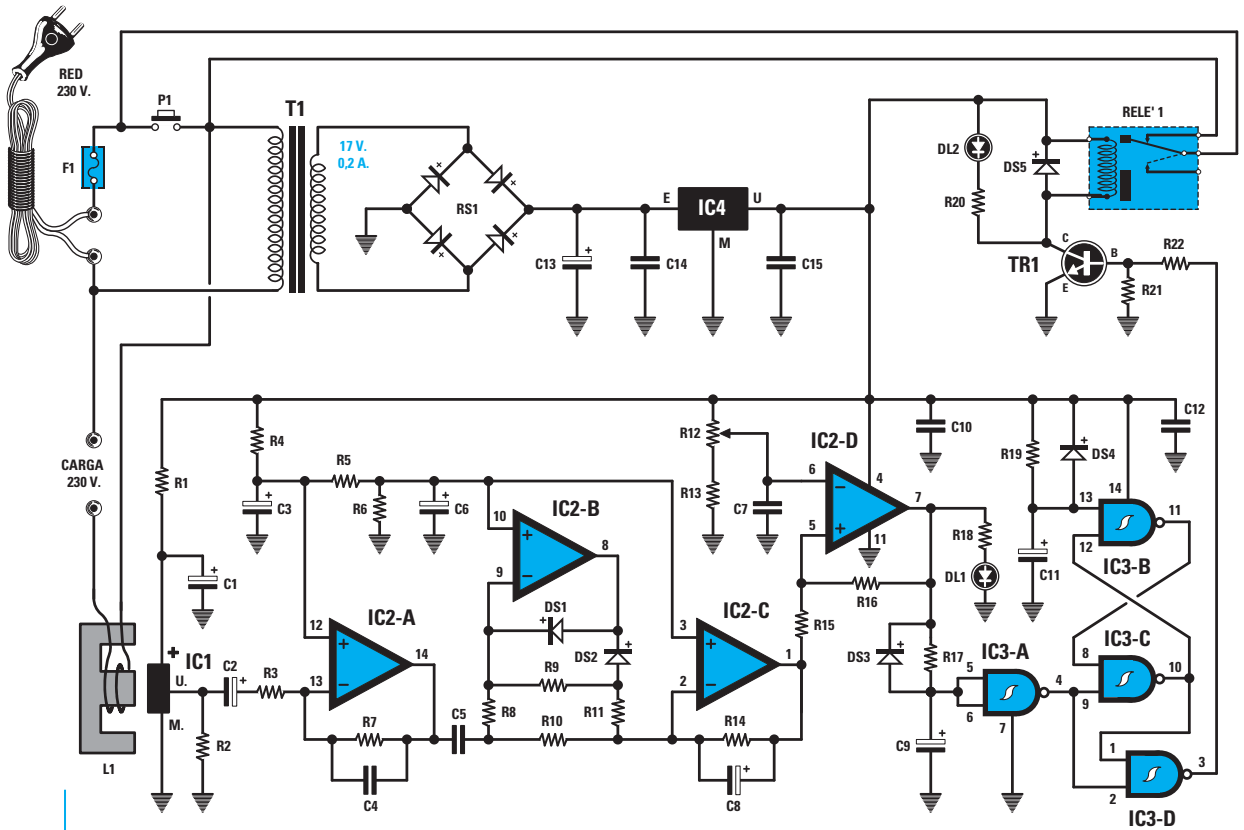 RED
230 V.
P1
T1
17 V.
0,2 A.
F1
RS1
E
IC4
U
M
C13
+
C14
C15
DL2
R20
DS5
+
RELE' 1
C
B
E
TR1
R22
R21
CARGA
230 V.
R1
R4
R5
R6
C3
+
C6
+
C1
+
IC2-B
10
9
8
+
−
DS1
+
DS2
+
R9
R8
R10
R11
R12
R13
C7
IC2-D
6
5
4
7
11
−
+
C10
R18
DL1
R16
R15
R19
DS4
+
C12
14
13
12
11
IC3-B
C11
+
IC2-A
12
13
14
+
−
IC2-C
3
2
1
+
−
L1
+
IC1
U.
M.
C2
+
R3
R2
R7
C4
C5
R14
C8
+
DS3
+
R17
C9
+
IC3-A
5
6
4
7
IC3-C
8
9
10
1
2
3
IC3-D